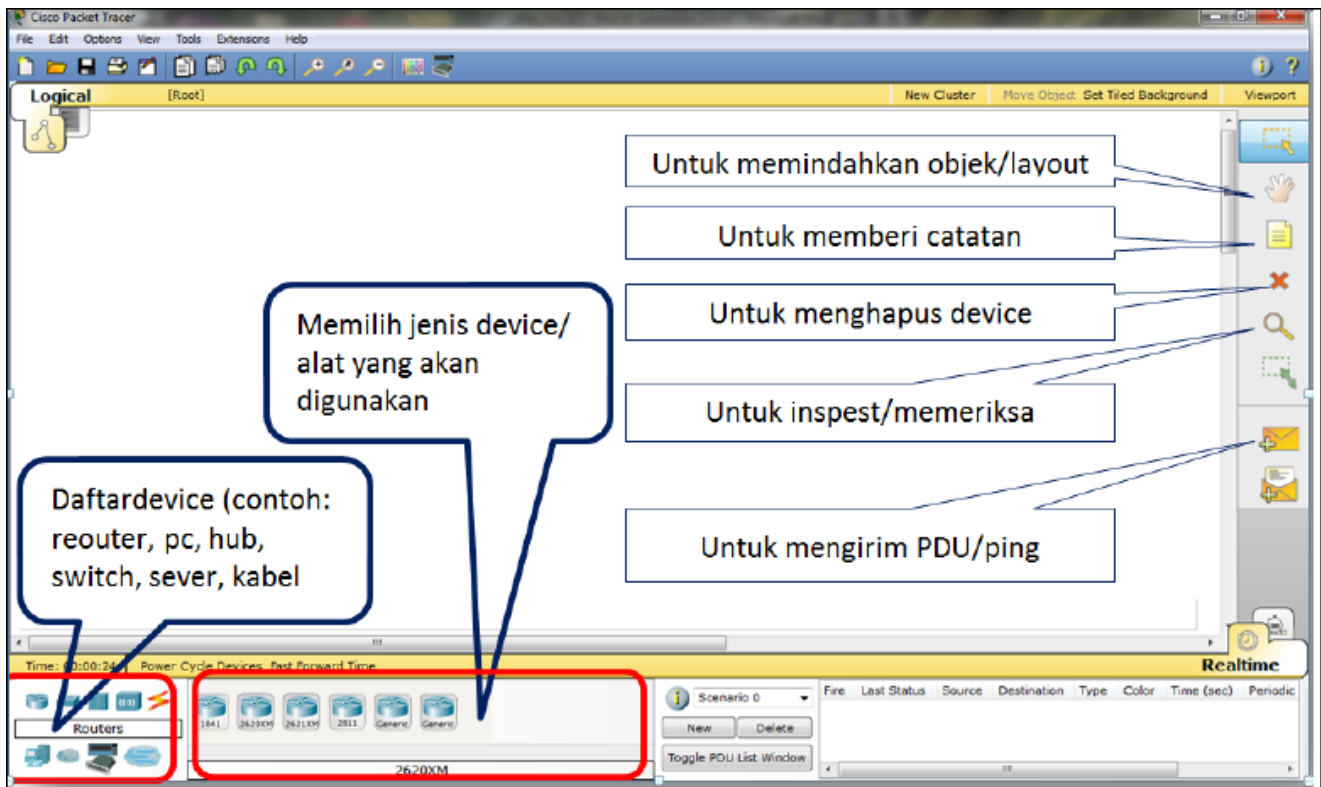 Cisco Packet Tracer
File Edit Options View Tools Extensions Help
Logical [Root] New Cluster Move Object Set Tiled Background Viewport
Untuk memindahkan objek/layout
Untuk memberi catatan
Untuk menghapus device
Memilih jenis device/
alat yang akan
digunakan
Untuk inspest/memeriksa
Daftardevice (contoh:
reouter, pc, hub,
switch, sever, kabel
Untuk mengirim PDU/ping
Time: 00:00:24 Power Cycle Devices Fast Forward Time Realtime
Routers
1841 2620XM 2621XM 2811 Generic Generic
2620XM
Scenario 0
New Delete
Toggle PDU List Window
Fire Last Status Source Destination Type Color Time (sec) Periodic